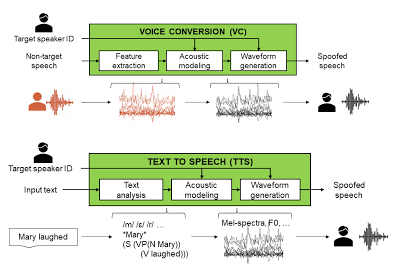 VOICE CONVERSION (VC)
Target speaker ID
Non-target
speech
Feature
extraction
Acoustic
modeling
Waveform
generation
Spoofed
speech
TEXT TO SPEECH (TTS)
Target speaker ID
Input text
Text
analysis
Acoustic
modeling
Waveform
generation
Spoofed
speech
Mary laughed
/m/ /ɛ/ /r/ …
*Mary*
(S (VP(N Mary))
(V laughed)))
Mel-spectra, F0, …